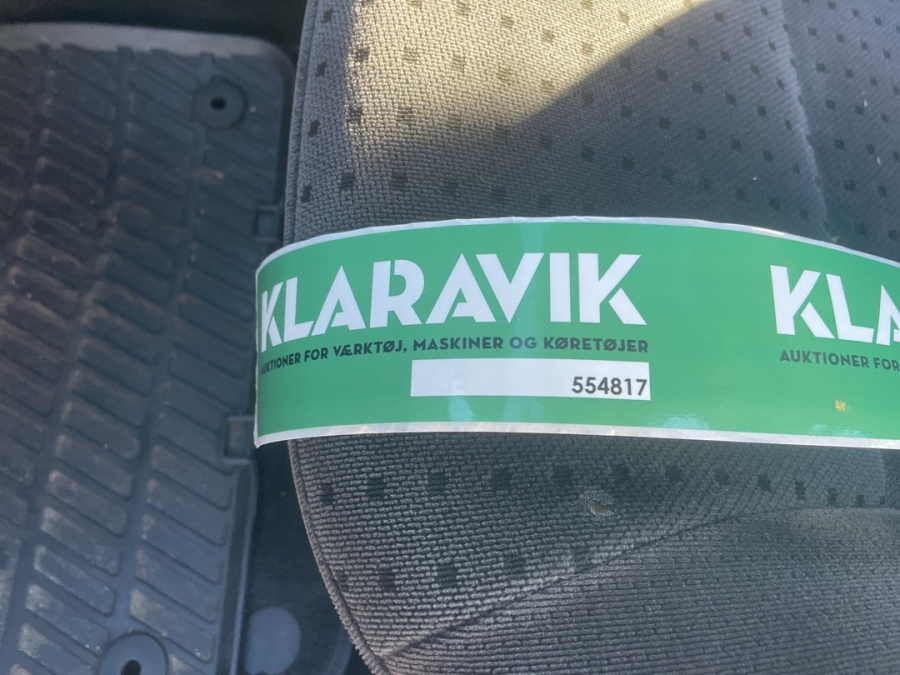 KLARAVIK
AUKTIONER FOR VÆRKTØJ, MASKINER OG KØRETØJER
554817
KLA
AUKTIONER FOR